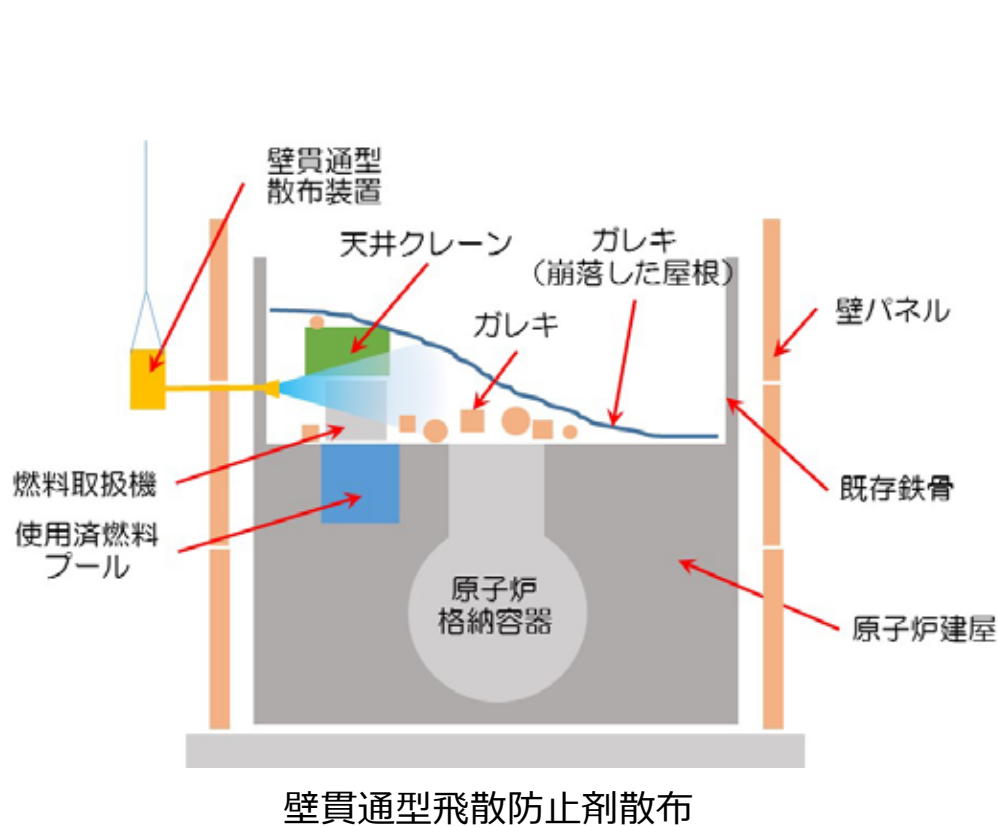 壁貫通型
散布装置
天井クレーン
ガレキ
（崩落した屋根）
ガレキ
壁パネル
燃料取扱機
既存鉄骨
使用済燃料
プール
原子炉
格納容器
原子炉建屋
壁貫通型飛散防止剤散布